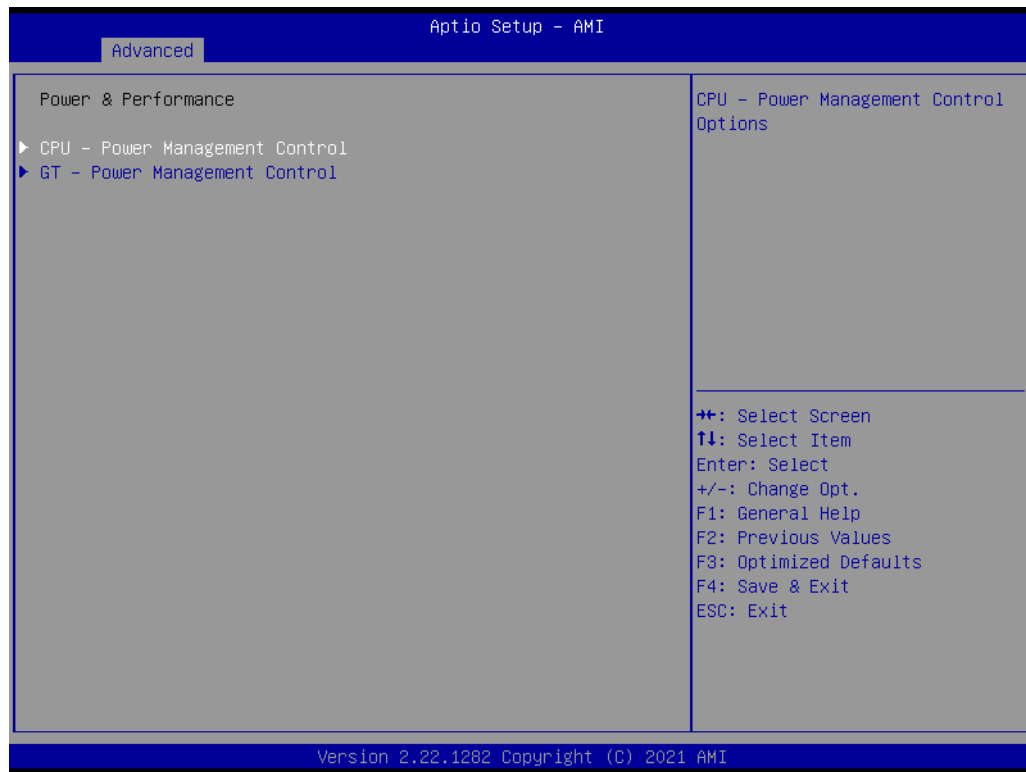 Aptio Setup – AMI
Advanced
Power & Performance
▶ CPU – Power Management Control
▶ GT – Power Management Control
CPU – Power Management Control
Options
→←: Select Screen
↑↓: Select Item
Enter: Select
+/-: Change Opt.
F1: General Help
F2: Previous Values
F3: Optimized Defaults
F4: Save & Exit
ESC: Exit
Version 2.22.1282 Copyright (C) 2021 AMI